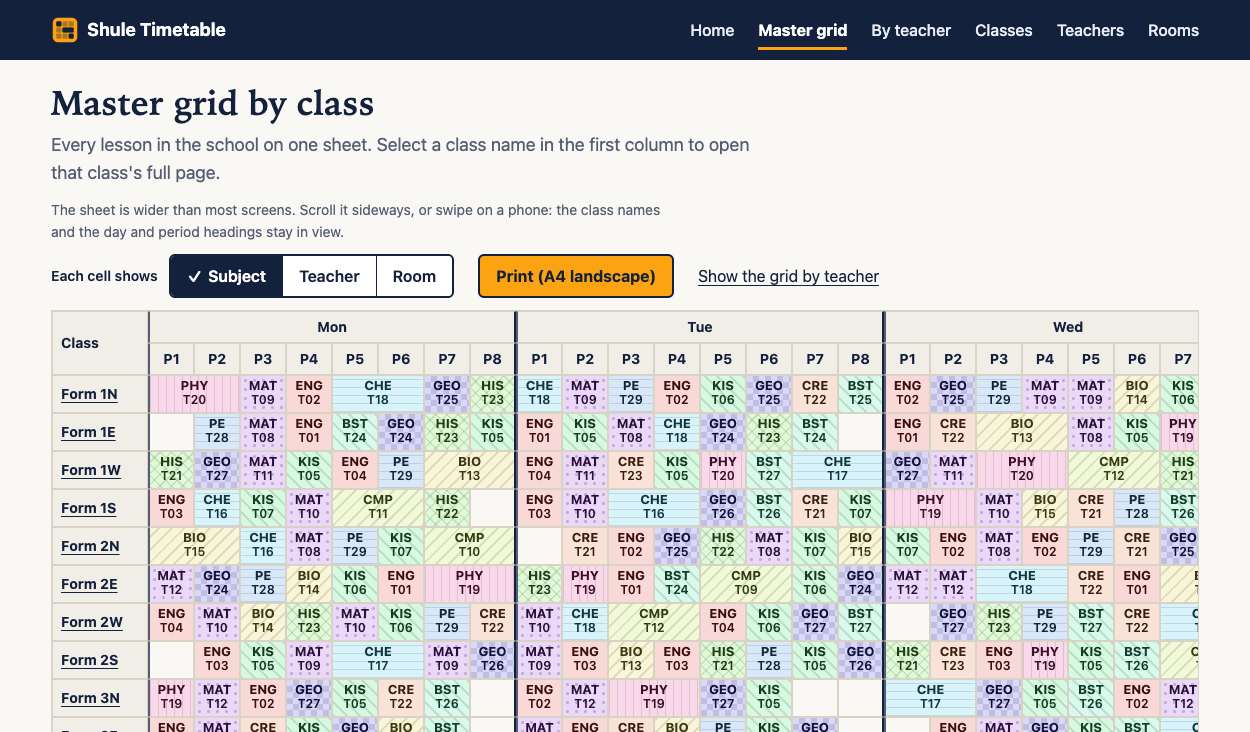 Shule Timetable
Home Master grid By teacher Classes Teachers Rooms
Master grid by class
Every lesson in the school on one sheet. Select a class name in the first column to open
that class's full page.
The sheet is wider than most screens. Scroll it sideways, or swipe on a phone: the class names
and the day and period headings stay in view.
Each cell shows ✓ Subject Teacher Room Print (A4 landscape) Show the grid by teacher
Class Mon Tue Wed
P1 P2 P3 P4 P5 P6 P7 P8 P1 P2 P3 P4 P5 P6 P7 P8 P1 P2 P3 P4 P5 P6 P7
Form 1N PHY MAT ENG CHE GEO HIS CHE MAT PE ENG KIS GEO CRE BST ENG GEO PE MAT MAT BIO KIS
T20 T09 T02 T18 T25 T23 T18 T09 T29 T02 T06 T25 T22 T25 T02 T25 T29 T09 T09 T14 T06
Form 1E PE MAT ENG BST GEO HIS KIS ENG KIS MAT CHE GEO HIS BST ENG CRE BIO MAT KIS PHY
T28 T08 T01 T24 T24 T23 T05 T01 T05 T08 T18 T24 T23 T24 T01 T22 T13 T08 T05 T19
Form 1W HIS GEO MAT KIS ENG PE BIO ENG MAT CRE KIS PHY BST CHE GEO MAT PHY CMP HIS
T21 T27 T11 T05 T04 T29 T13 T04 T11 T23 T05 T20 T27 T17 T27 T11 T20 T12 T21
Form 1S ENG CHE KIS MAT CMP HIS ENG MAT CHE GEO BST CRE KIS PHY MAT BIO CRE PE BST
T03 T16 T07 T10 T11 T22 T03 T10 T16 T26 T26 T21 T07 T19 T10 T15 T21 T28 T26
Form 2N BIO CHE MAT PE KIS CMP CRE ENG GEO HIS MAT KIS BIO KIS ENG MAT ENG PE CRE GEO
T15 T16 T08 T29 T07 T10 T21 T02 T25 T22 T08 T07 T15 T07 T02 T08 T02 T29 T21 T25
Form 2E MAT GEO PE BIO KIS ENG PHY HIS PHY ENG BST CMP KIS GEO MAT MAT CHE CRE ENG
T12 T24 T28 T14 T06 T01 T19 T23 T19 T01 T24 T09 T06 T24 T12 T12 T18 T22 T01
Form 2W ENG MAT BIO HIS MAT KIS PE CRE MAT CHE CMP ENG KIS GEO BST GEO HIS PE BST CRE
T04 T10 T14 T23 T10 T06 T29 T22 T10 T18 T12 T04 T06 T27 T27 T27 T23 T29 T27 T22
Form 2S ENG KIS MAT CHE MAT GEO MAT ENG BIO ENG HIS PE KIS GEO HIS CRE ENG PHY KIS BST
T03 T05 T09 T17 T09 T26 T09 T03 T13 T03 T21 T28 T05 T26 T21 T23 T03 T19 T05 T26
Form 3N PHY MAT ENG GEO KIS CRE BST ENG MAT PHY GEO KIS CHE GEO KIS BST ENG MAT
T19 T12 T02 T27 T05 T22 T26 T02 T12 T19 T27 T05 T17 T27 T05 T26 T02 T12
ENG MAT CRE KIS GEO BIO BST MAT ENG CRE BIO PE KIS GEO ENG MAT GEO KIS BST